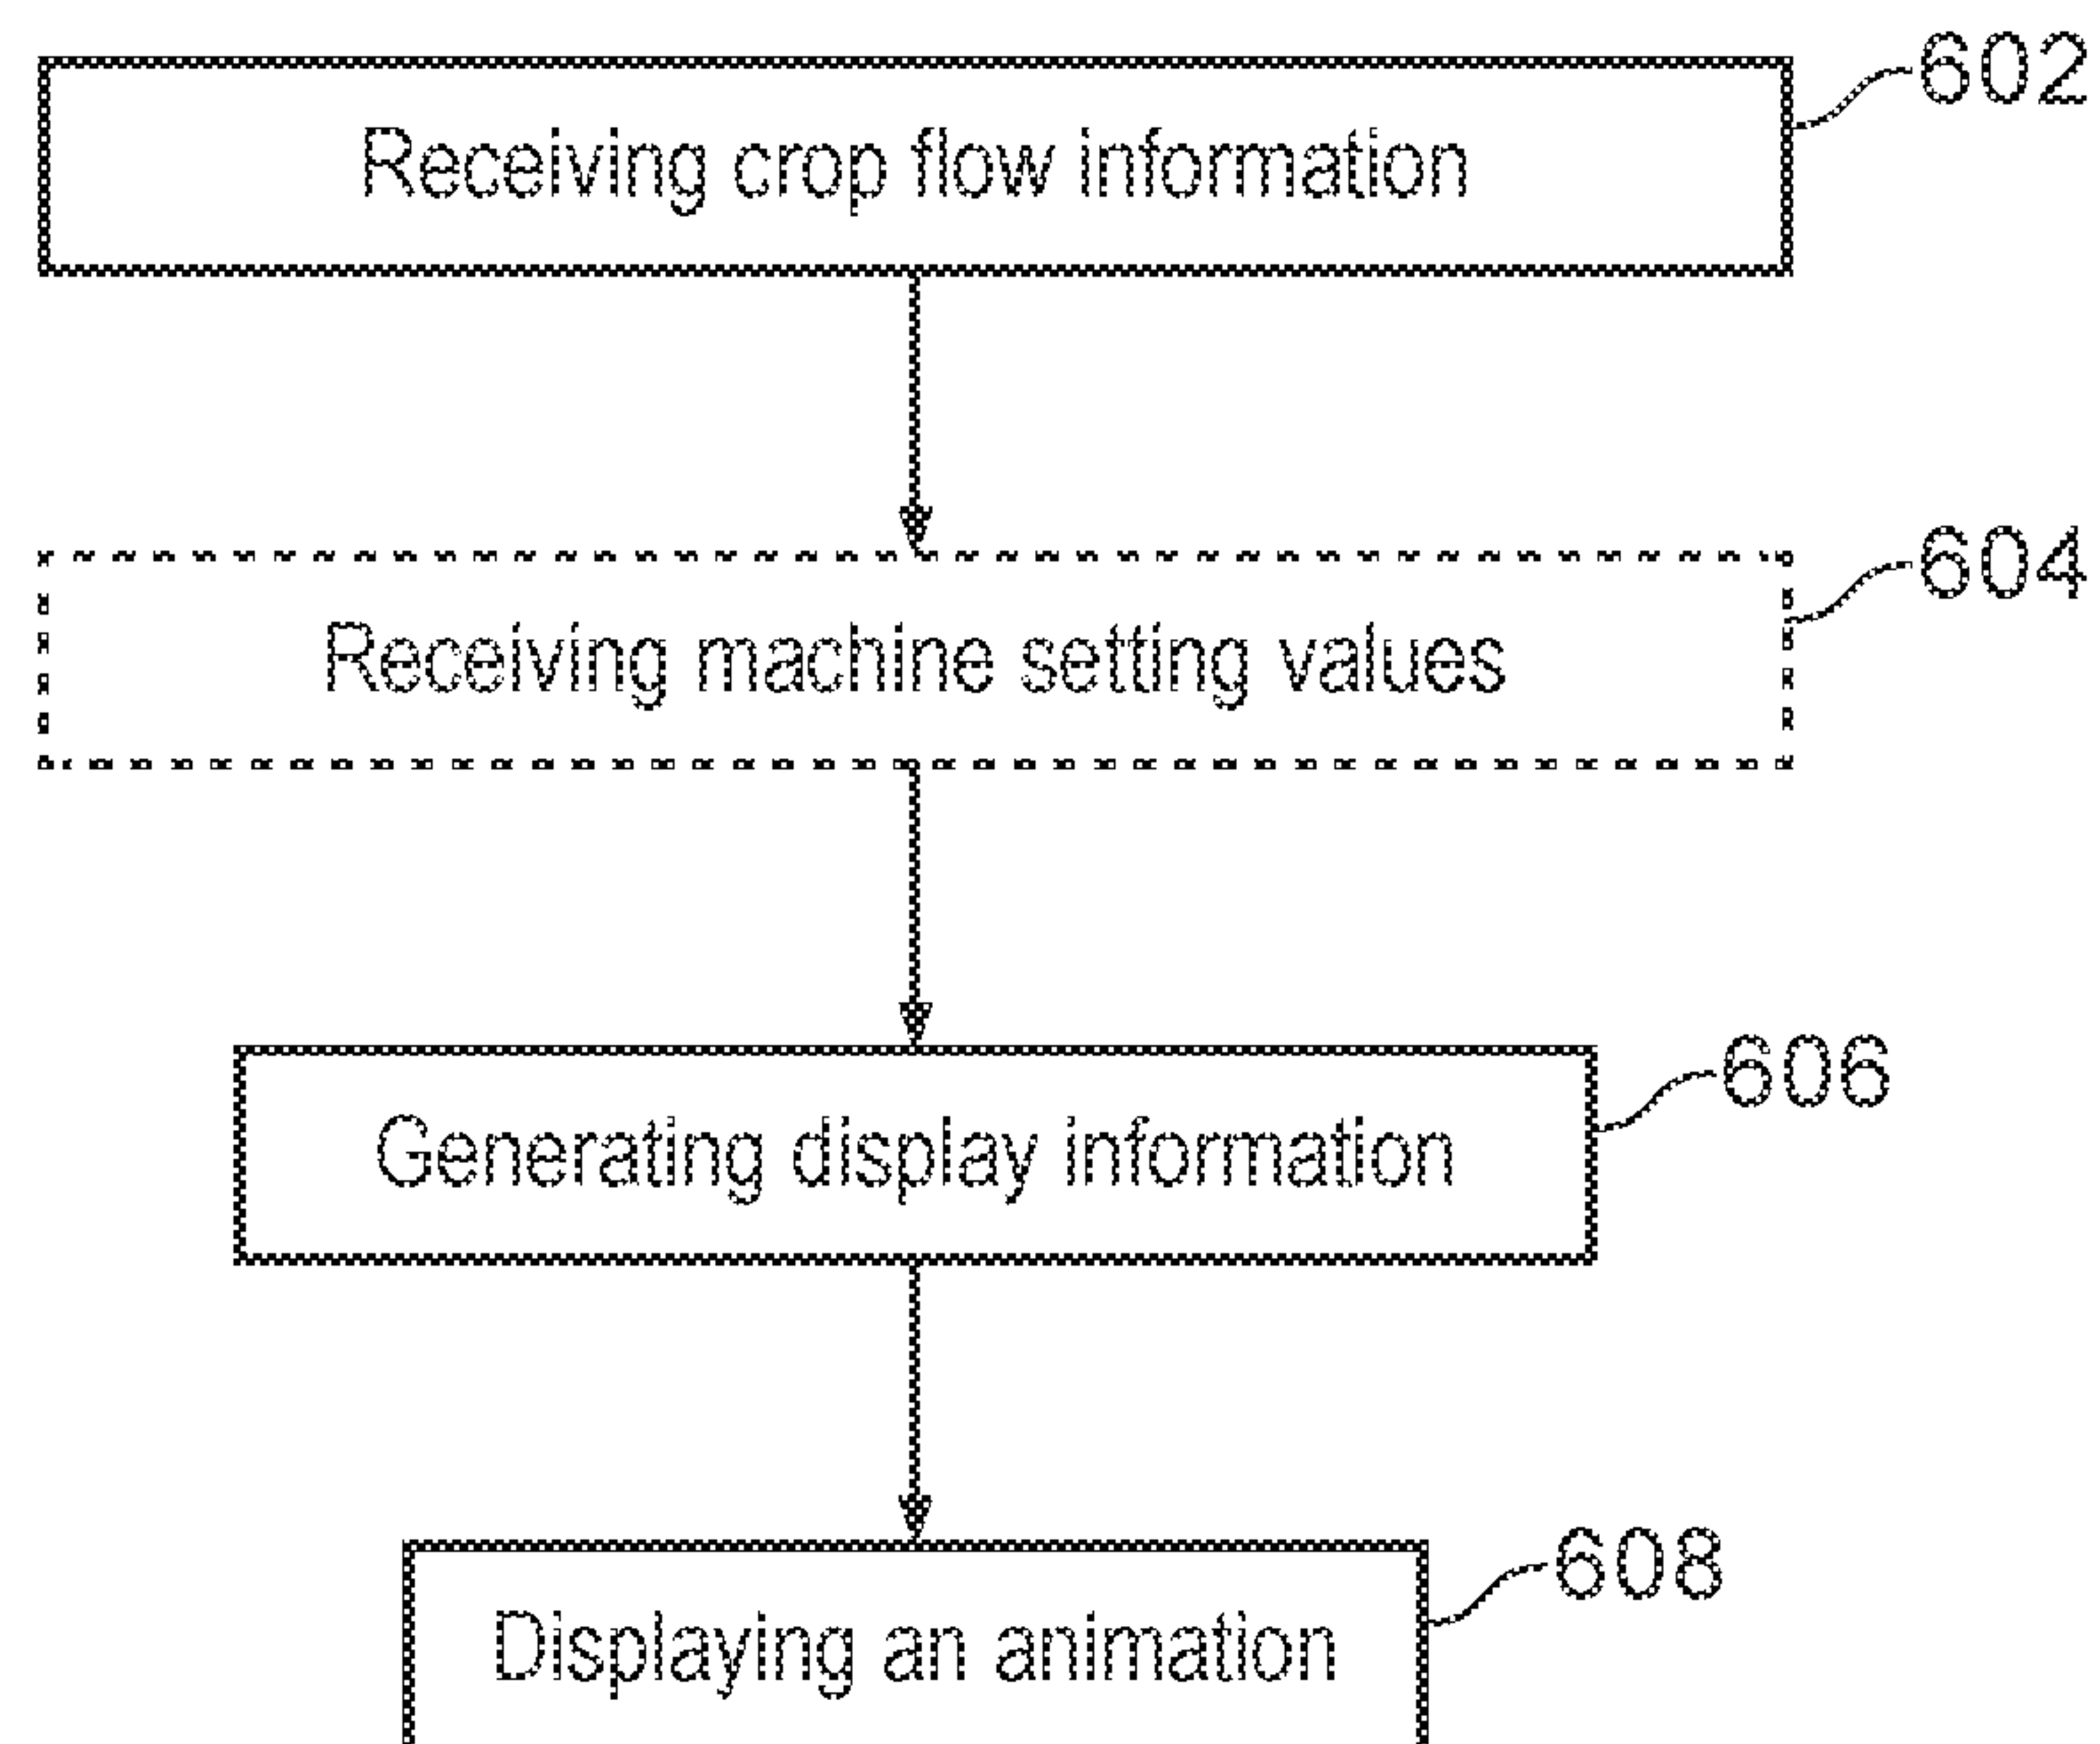 602
Receiving crop flow information
604
Receiving machine setting values
606
Generating display information
608
Displaying an animation